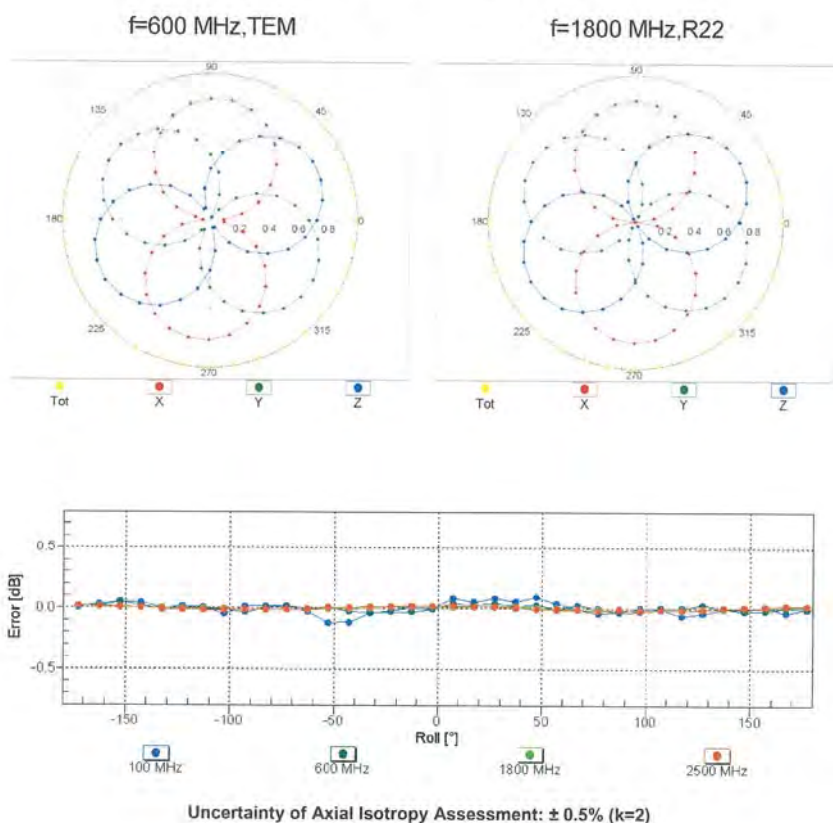 f=600 MHz,TEM
f=1800 MHz,R22
90
135
45
180
0.2 0.4 0.6 0.8
0
225
315
270
Tot X Y Z
90
135
45
180
0.2 0.4 0.6 0.8
0
225
315
270
Tot X Y Z
Error [dB]
0.5
0.0
-0.5
-150 -100 -50 0 50 100 150
Roll [°]
100 MHz 600 MHz 1800 MHz 2500 MHz
Uncertainty of Axial Isotropy Assessment: ± 0.5% (k=2)